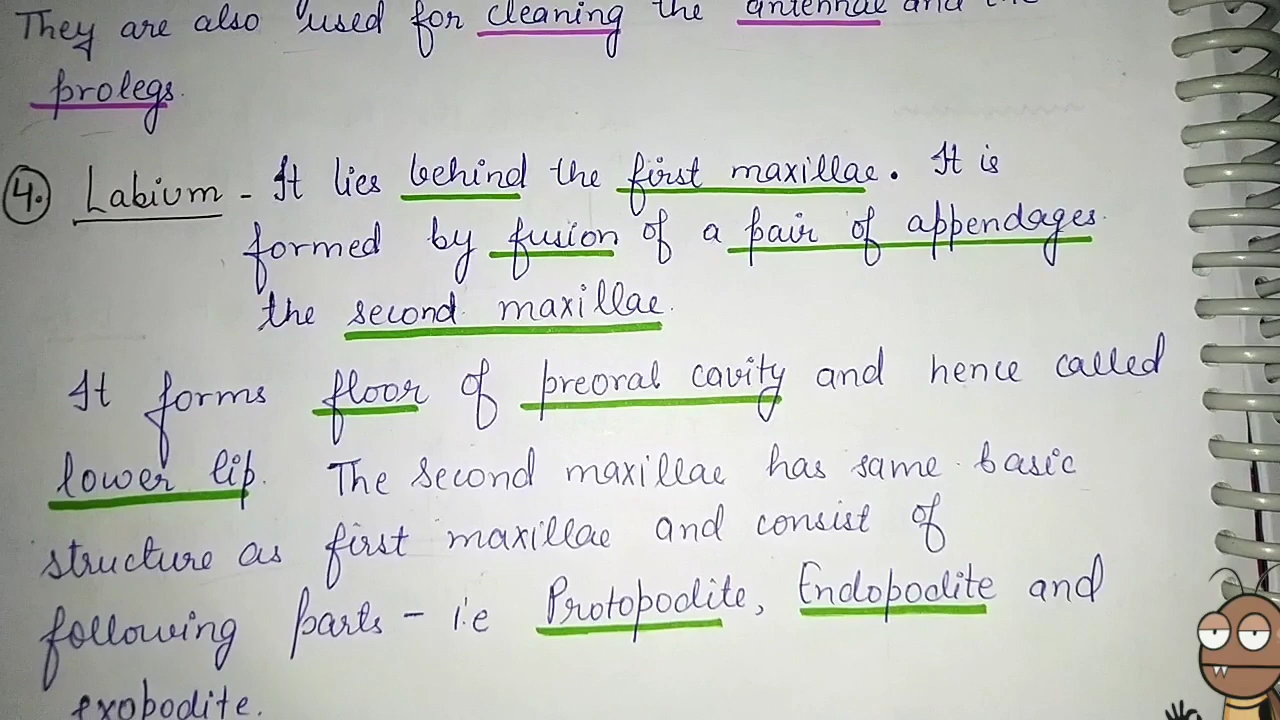 They are also used for cleaning the antennae and the
prolegs.
4. Labium - It lies behind the first maxillae. It is
formed by fusion of a pair of appendages
the second maxillae.
It forms floor of preoral cavity and hence called
lower lip. The second maxillae has same basic
structure as first maxillae and consist of
following parts - i.e Protopodite, Endopodite and
exopodite.